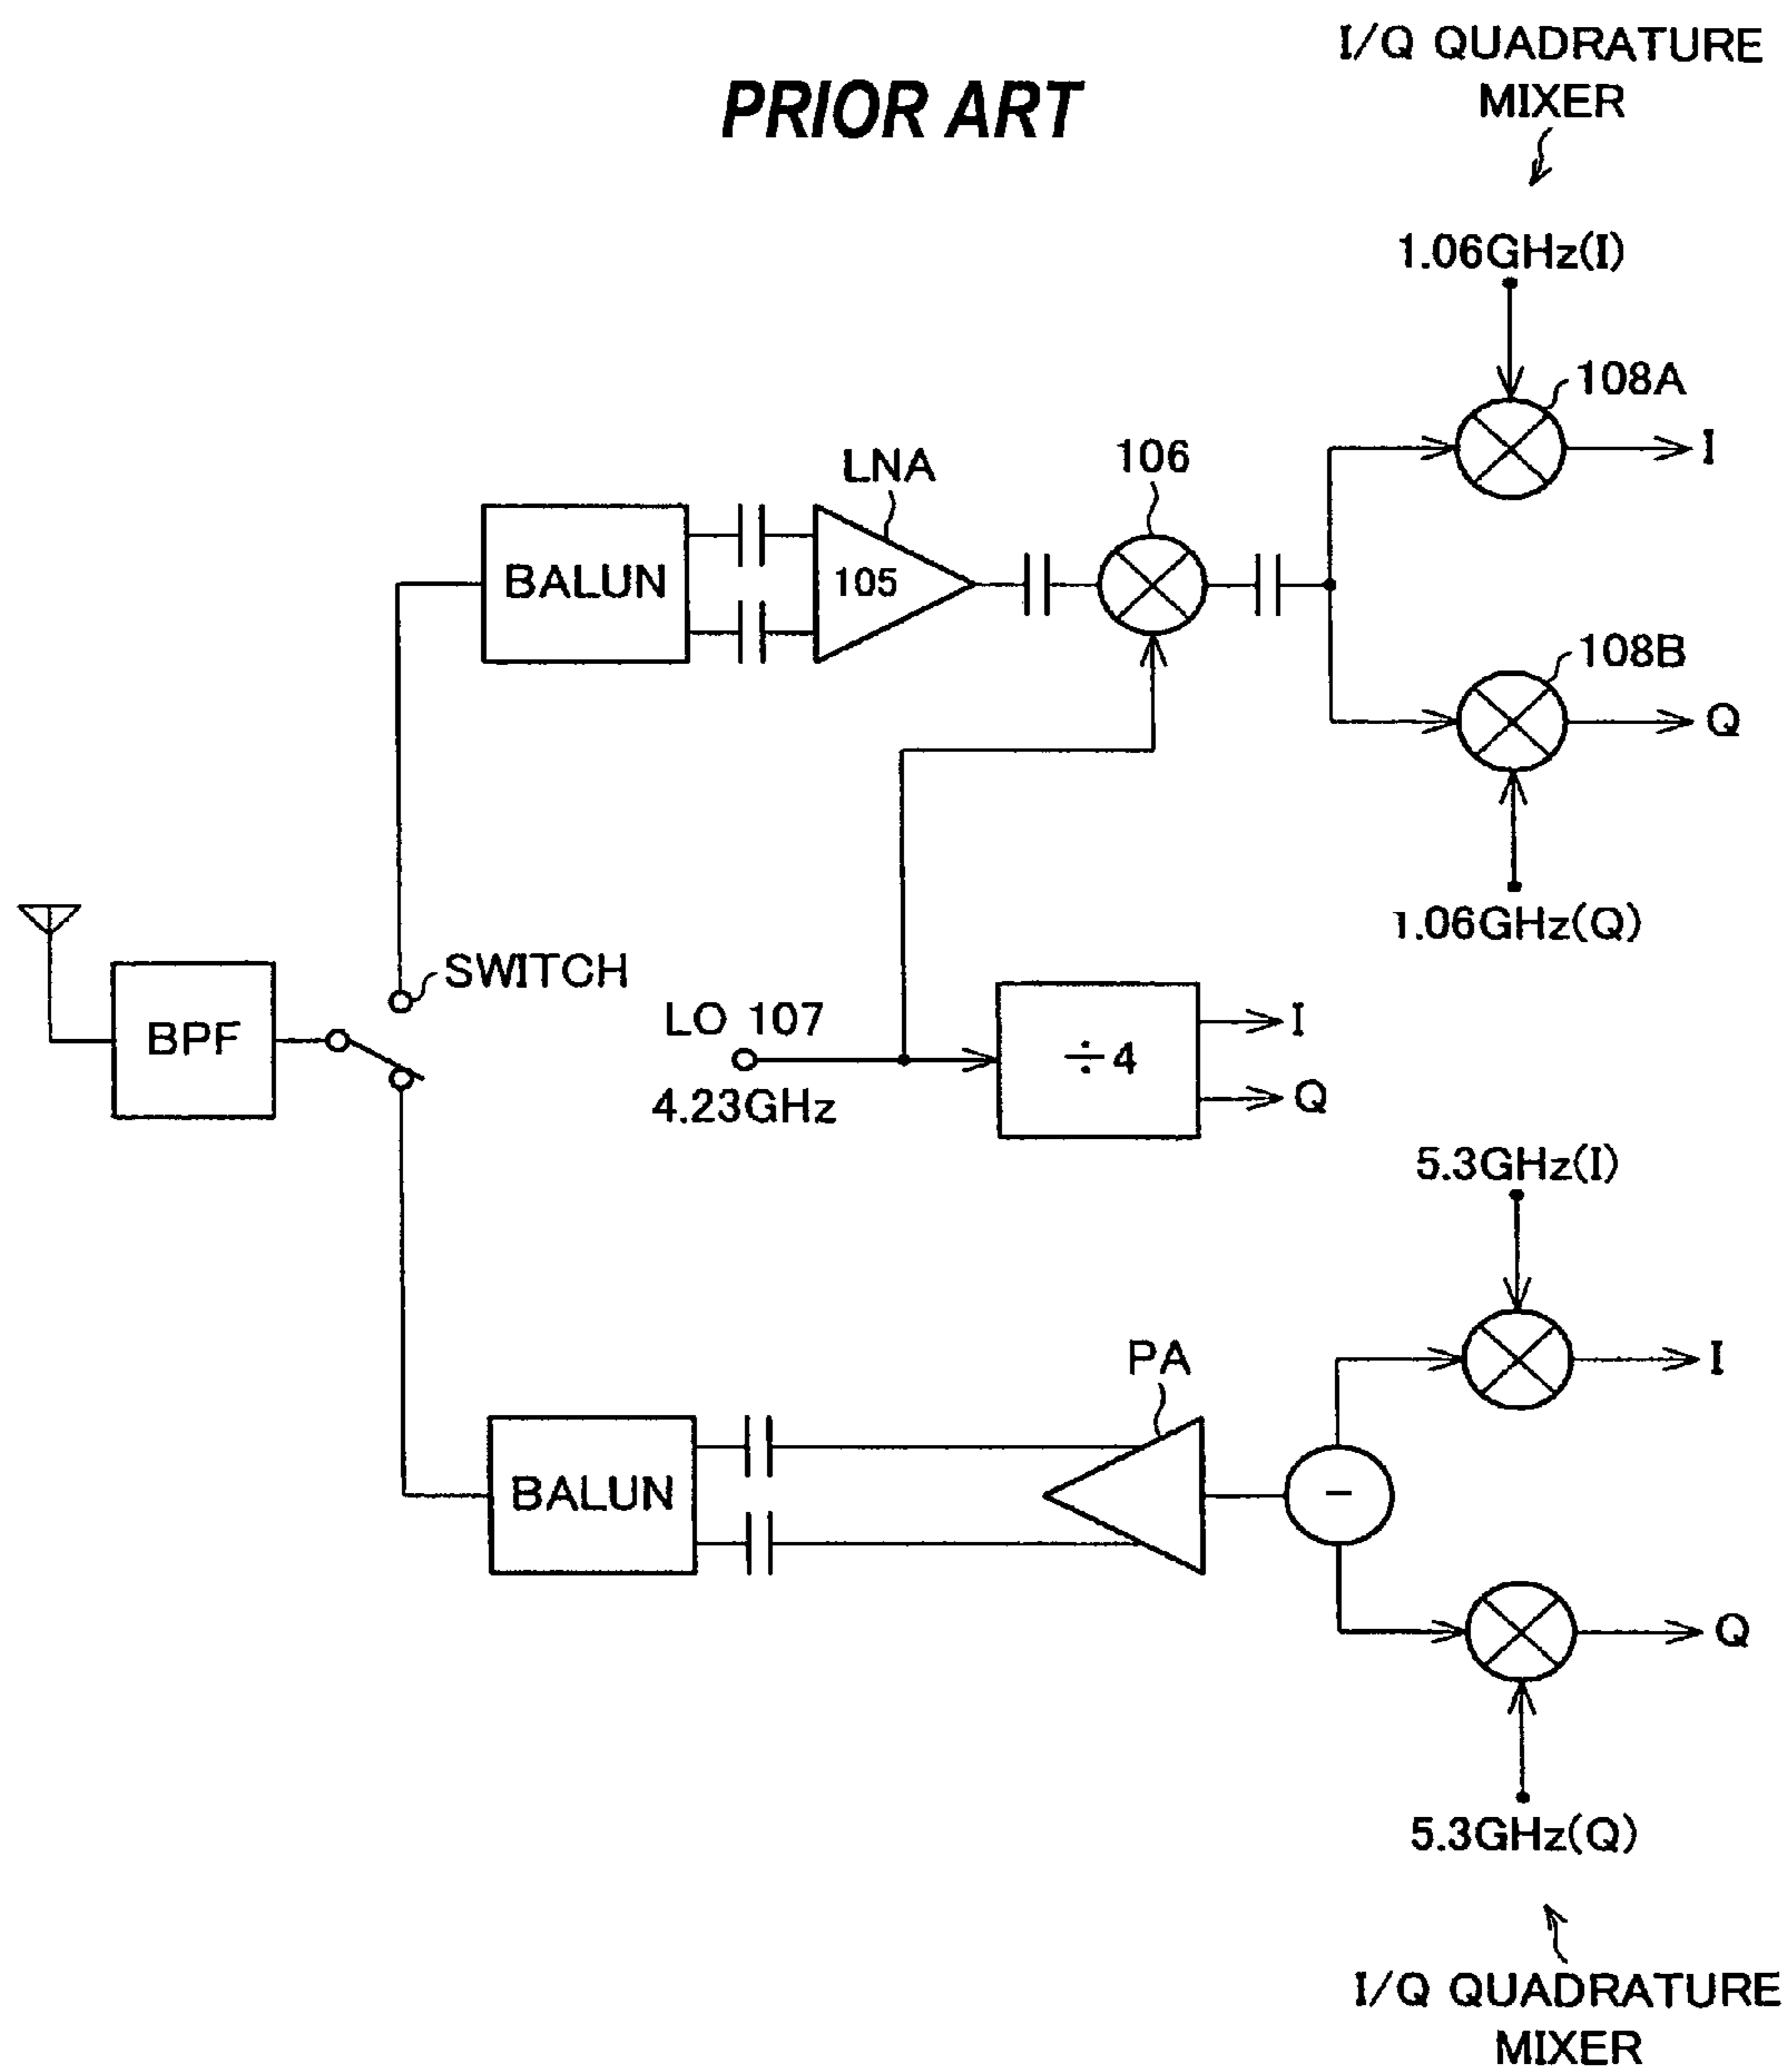 PRIOR ART
I/Q QUADRATURE
MIXER
1.06GHz(I)
108A
I
LNA
106
BALUN
105
108B
Q
1.06GHz(Q)
SWITCH
BPF
LO 107
4.23GHz
÷4
I
Q
5.3GHz(I)
I
PA
BALUN
-
Q
5.3GHz(Q)
I/Q QUADRATURE
MIXER